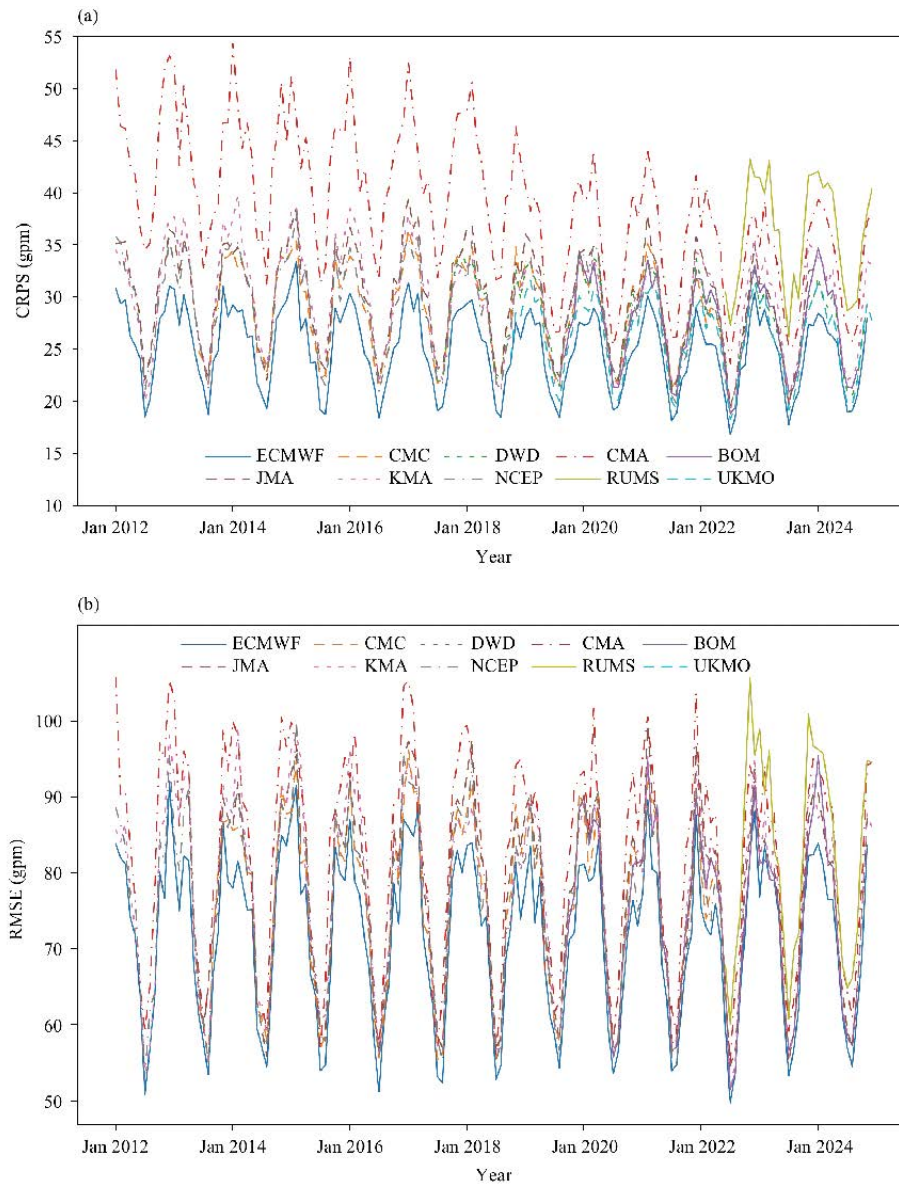 (a)
55
50
45
40
35
30
25
20
15
10
CRPS (gpm)
ECMWF CMC DWD CMA BOM
JMA KMA NCEP RUMS UKMO
Jan 2012 Jan 2014 Jan 2016 Jan 2018 Jan 2020 Jan 2022 Jan 2024
Year
(b)
ECMWF CMC DWD CMA BOM
JMA KMA NCEP RUMS UKMO
100
90
80
70
60
50
RMSE (gpm)
Jan 2012 Jan 2014 Jan 2016 Jan 2018 Jan 2020 Jan 2022 Jan 2024
Year